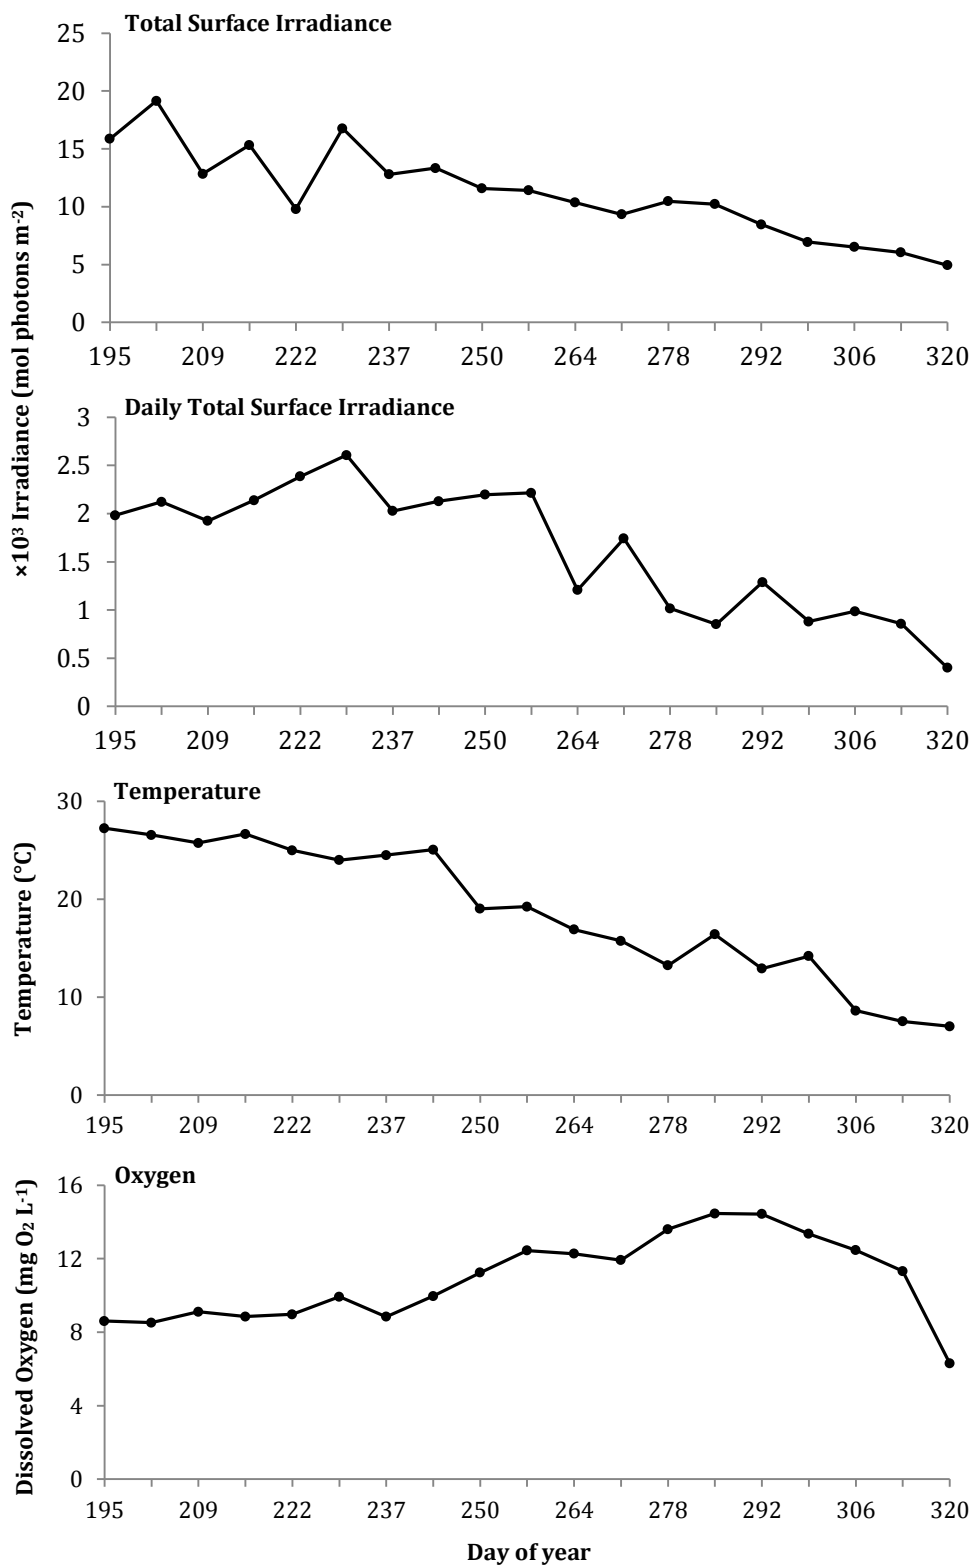 Total Surface Irradiance
25
20
15
10
5
0
195 209 222 237 250 264 278 292 306 320
×10³ Irradiance (mol photons m⁻²)
Daily Total Surface Irradiance
3
2.5
2
1.5
1
0.5
0
195 209 222 237 250 264 278 292 306 320
Temperature
30
20
10
0
Temperature (°C)
195 209 222 237 250 264 278 292 306 320
Oxygen
16
12
8
4
0
Dissolved Oxygen (mg O₂ L⁻¹)
195 209 222 237 250 264 278 292 306 320
Day of year